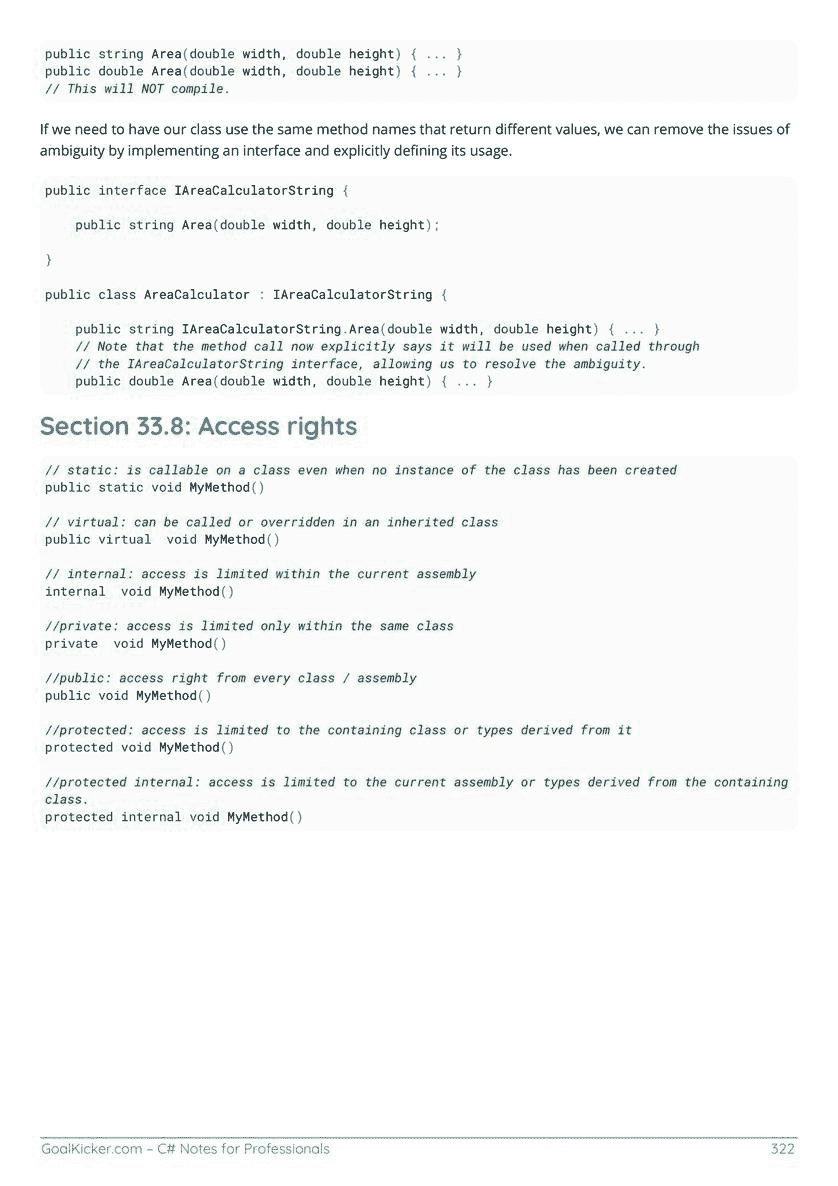 public string Area(double width, double height) { ... }
public double Area(double width, double height) { ... }
// This will NOT compile.
If we need to have our class use the same method names that return different values, we can remove the issues of
ambiguity by implementing an interface and explicitly defining its usage.
public interface IAreaCalculatorString {
    public string Area(double width, double height);
}
public class AreaCalculator : IAreaCalculatorString {
    public string IAreaCalculatorString.Area(double width, double height) { ... }
    // Note that the method call now explicitly says it will be used when called through
    // the IAreaCalculatorString interface, allowing us to resolve the ambiguity.
    public double Area(double width, double height) { ... }
Section 33.8: Access rights
// static: is callable on a class even when no instance of the class has been created
public static void MyMethod()
// virtual: can be called or overridden in an inherited class
public virtual  void MyMethod()
// internal: access is limited within the current assembly
internal  void MyMethod()
//private: access is limited only within the same class
private  void MyMethod()
//public: access right from every class / assembly
public void MyMethod()
//protected: access is limited to the containing class or types derived from it
protected void MyMethod()
//protected internal: access is limited to the current assembly or types derived from the containing
class.
protected internal void MyMethod()
GoalKicker.com – C# Notes for Professionals 322